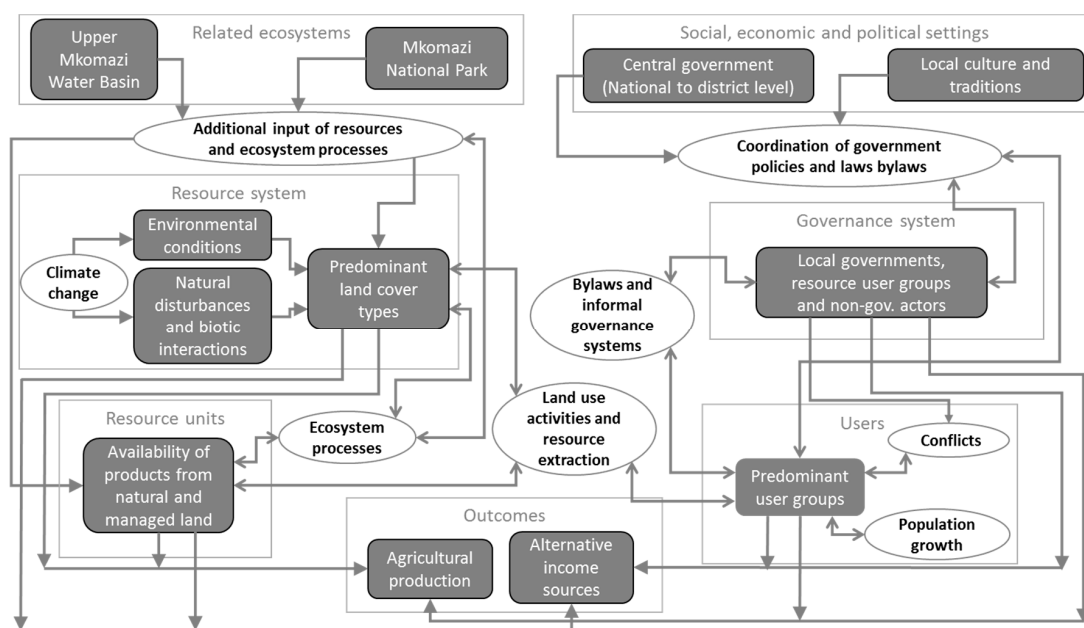 Related ecosystems
Upper
Mkomazi
Water Basin
Mkomazi
National Park
Additional input of resources
and ecosystem processes
Social, economic and political settings
Central government
(National to district level)
Local culture and
traditions
Coordination of government
policies and laws bylaws
Resource system
Environmental
conditions
Climate
change
Natural
disturbances
and biotic
interactions
Predominant
land cover
types
Governance system
Local governments,
resource user groups
and non-gov. actors
Bylaws and
informal
governance
systems
Resource units
Availability of
products from
natural and
managed land
Ecosystem
processes
Land use
activities and
resource
extraction
Users
Conflicts
Predominant
user groups
Population
growth
Outcomes
Agricultural
production
Alternative
income
sources